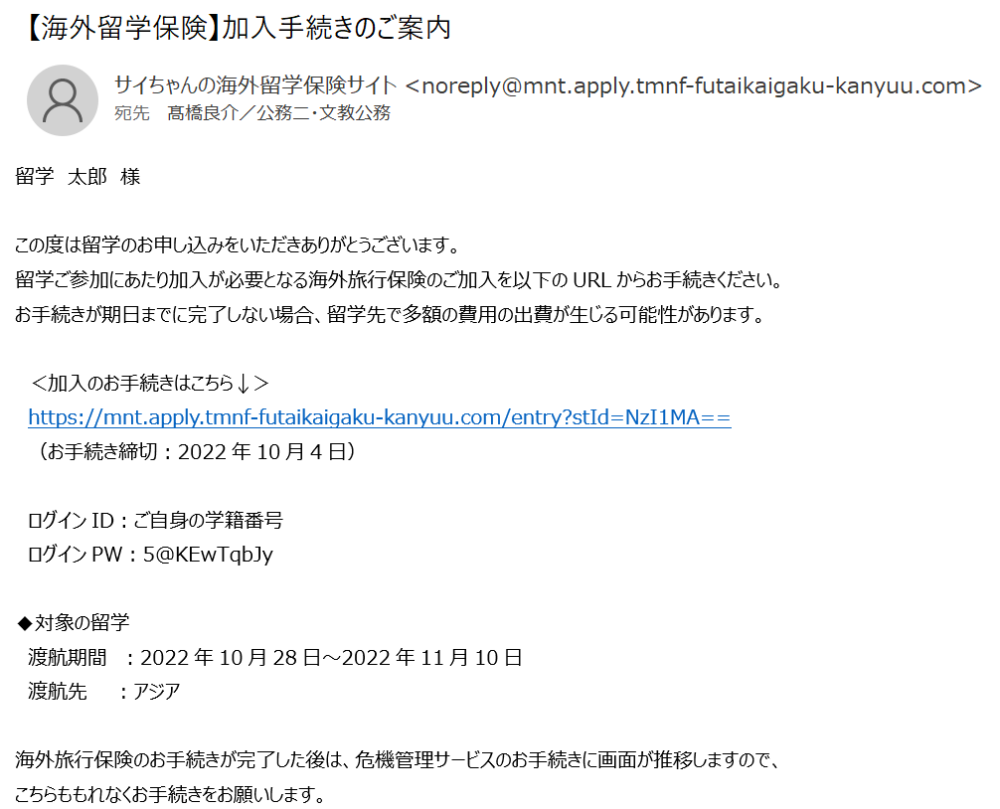 【海外留学保険】加入手続きのご案内
サイちゃんの海外留学保険サイト <noreply@mnt.apply.tmnf-futaikaigaku-kanyuu.com>
宛先 髙橋良介／公務二・文教公務
留学 太郎 様
この度は留学のお申し込みをいただきありがとうございます。
留学ご参加にあたり加入が必要となる海外旅行保険のご加入を以下の URL からお手続きください。
お手続きが期日までに完了しない場合、留学先で多額の費用の出費が生じる可能性があります。
＜加入のお手続きはこちら↓＞
https://mnt.apply.tmnf-futaikaigaku-kanyuu.com/entry?stId=NzI1MA==
（お手続き締切：2022 年 10 月 4 日）
ログイン ID：ご自身の学籍番号
ログイン PW：5@KEwTqbJy
◆対象の留学
渡航期間 ：2022 年 10 月 28 日～2022 年 11 月 10 日
渡航先 ：アジア
海外旅行保険のお手続きが完了した後は、危機管理サービスのお手続きに画面が推移しますので、
こちらももれなくお手続きをお願いします。